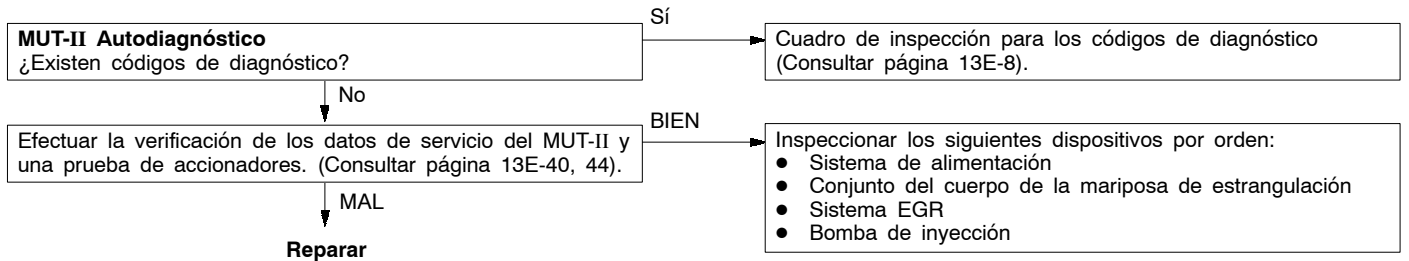 MUT-II Autodiagnóstico
¿Existen códigos de diagnóstico?
Sí
Cuadro de inspección para los códigos de diagnóstico
(Consultar página 13E-8).
No
Efectuar la verificación de los datos de servicio del MUT-II y
una prueba de accionadores. (Consultar página 13E-40, 44).
BIEN
Inspeccionar los siguientes dispositivos por orden:
● Sistema de alimentación
● Conjunto del cuerpo de la mariposa de estrangulación
● Sistema EGR
● Bomba de inyección
MAL
Reparar